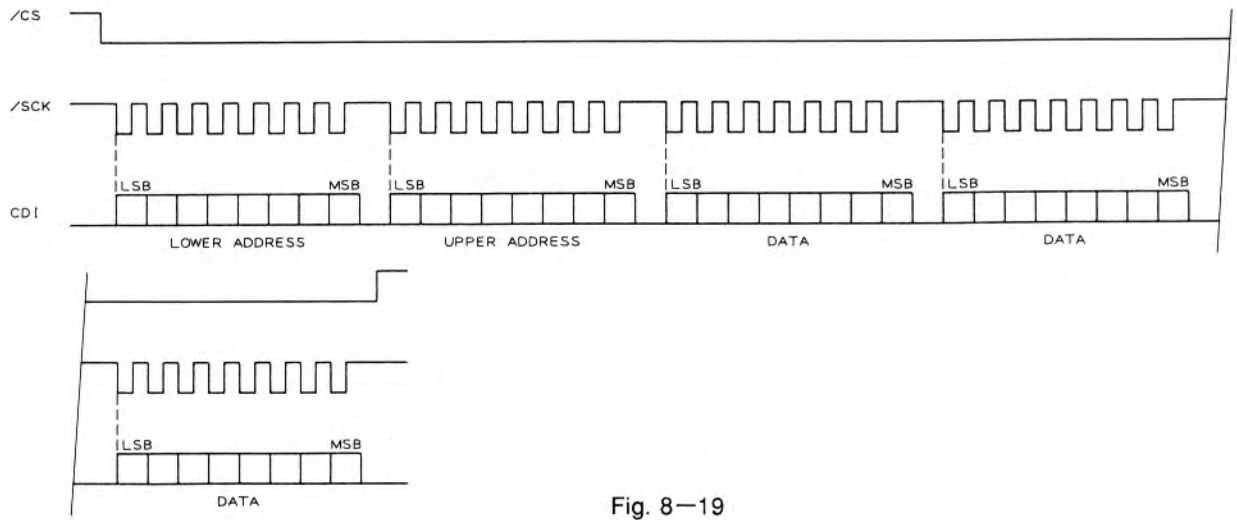 /CS
/SCK
LSB MSB LSB MSB LSB MSB LSB MSB
CDI
LOWER ADDRESS UPPER ADDRESS DATA DATA
LSB MSB
DATA
Fig. 8—19